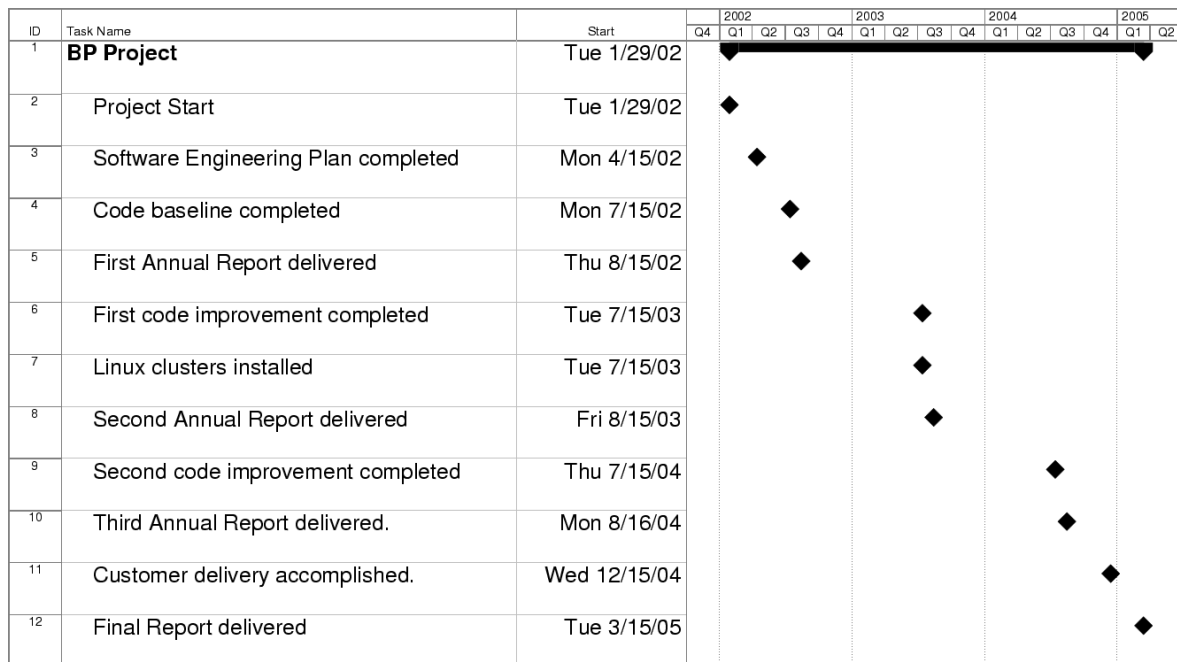 2002 2003 2004 2005
ID Task Name Start Q4 Q1 Q2 Q3 Q4 Q1 Q2 Q3 Q4 Q1 Q2 Q3 Q4 Q1 Q2
1 BP Project Tue 1/29/02
2 Project Start Tue 1/29/02
3 Software Engineering Plan completed Mon 4/15/02
4 Code baseline completed Mon 7/15/02
5 First Annual Report delivered Thu 8/15/02
6 First code improvement completed Tue 7/15/03
7 Linux clusters installed Tue 7/15/03
8 Second Annual Report delivered Fri 8/15/03
9 Second code improvement completed Thu 7/15/04
10 Third Annual Report delivered. Mon 8/16/04
11 Customer delivery accomplished. Wed 12/15/04
12 Final Report delivered Tue 3/15/05